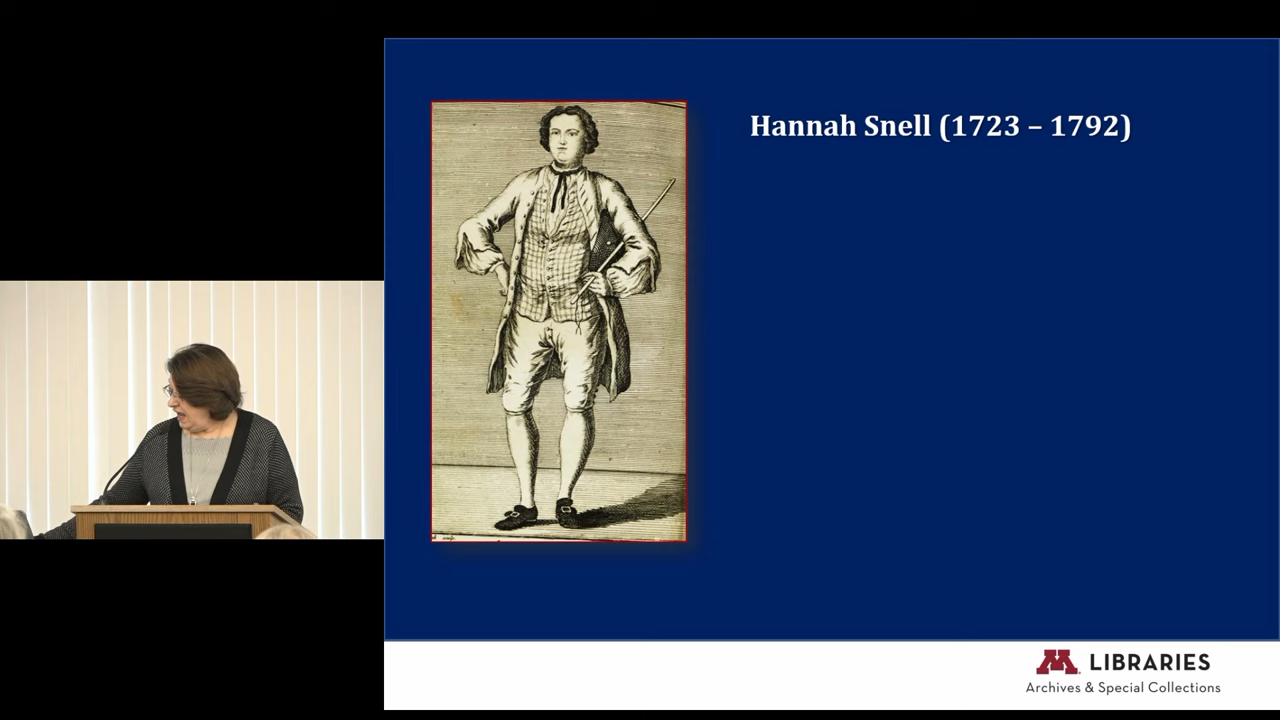 Hannah Snell (1723 – 1792)
M LIBRARIES
Archives & Special Collections